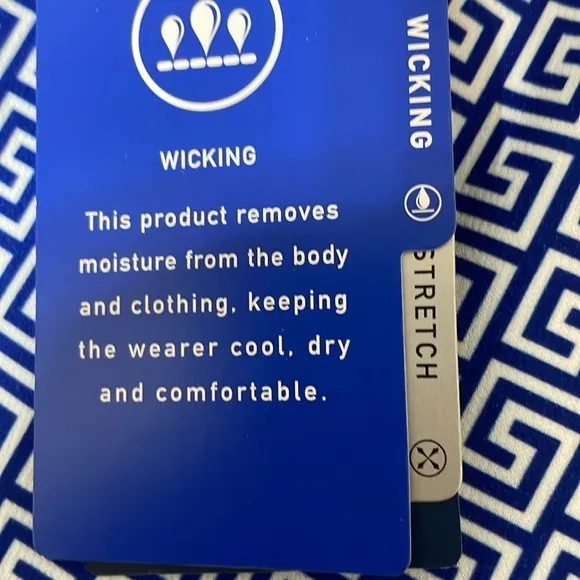 WICKING
This product removes
moisture from the body
and clothing, keeping
the wearer cool, dry
and comfortable.
WICKING
STRETCH